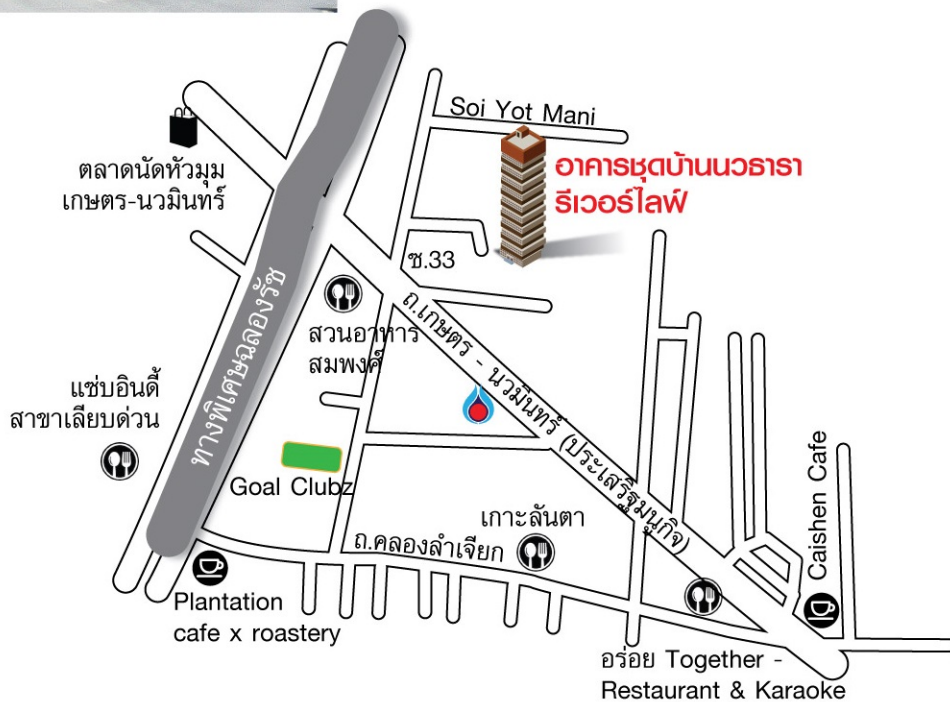 Soi Yot Mani
ตลาดนัดหัวมุม
เกษตร-นวมินทร์
อาคารชุดบ้านนวธารา
ริเวอร์ไลฟ์
ซ.33
ทางพิเศษฉลองรัช
ถ.เกษตร - นวมินทร์ (ประเสริฐมนูกิจ)
สวนอาหาร
สมพงศ์
แซ่บอินดี้
สาขาเลียบด่วน
Goal Clubz
เกาะลันตา
ถ.คลองลำเจียก
Caishen Cafe
Plantation
cafe x roastery
อร่อย Together -
Restaurant & Karaoke